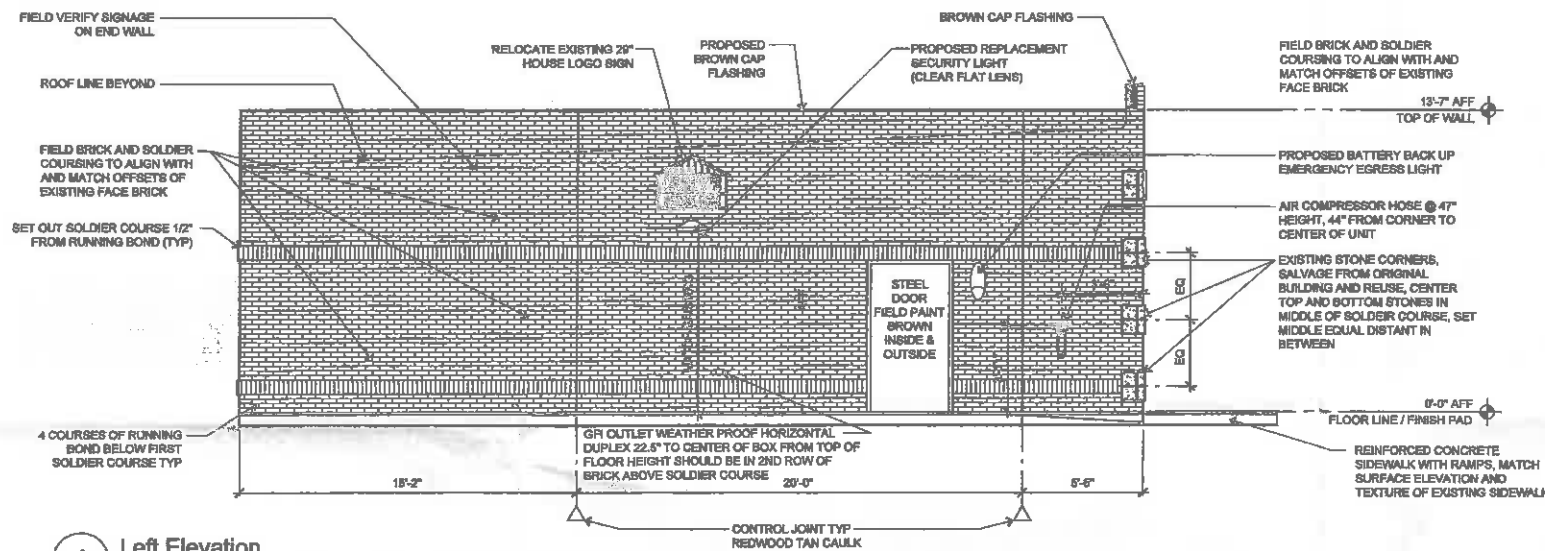 FIELD VERIFY SIGNAGE
ON END WALL
ROOF LINE BEYOND
FIELD BRICK AND SOLDIER
COURSING TO ALIGN WITH
AND MATCH OFFSETS OF
EXISTING FACE BRICK
SET OUT SOLDIER COURSE 1/2"
FROM RUNNING BOND (TYP)
4 COURSES OF RUNNING
BOND BELOW FIRST
SOLDIER COURSE TYP
RELOCATE EXISTING 29"
HOUSE LOGO SIGN
PROPOSED
BROWN CAP
FLASHING
PROPOSED REPLACEMENT
SECURITY LIGHT
(CLEAR FLAT LENS)
BROWN CAP FLASHING
FIELD BRICK AND SOLDIER
COURSING TO ALIGN WITH AND
MATCH OFFSETS OF EXISTING
FACE BRICK
13'-7" AFF
TOP OF WALL
PROPOSED BATTERY BACK UP
EMERGENCY EGRESS LIGHT
AIR COMPRESSOR HOSE @ 47"
HEIGHT, 44" FROM CORNER TO
CENTER OF UNIT
EXISTING STONE CORNERS,
SALVAGE FROM ORIGINAL
BUILDING AND REUSE, CENTER
TOP AND BOTTOM STONES IN
MIDDLE OF SOLDEIR COURSE, SET
MIDDLE EQUAL DISTANT IN
BETWEEN
EQ
EQ
STEEL
DOOR
FIELD PAINT
BROWN
INSIDE &
OUTSIDE
0'-0" AFF
FLOOR LINE / FINISH PAD
REINFORCED CONCRETE
SIDEWALK WITH RAMPS, MATCH
SURFACE ELEVATION AND
TEXTURE OF EXISTING SIDEWALK
GFI OUTLET WEATHER PROOF HORIZONTAL
DUPLEX 22.5" TO CENTER OF BOX FROM TOP OF
FLOOR HEIGHT SHOULD BE IN 2ND ROW OF
BRICK ABOVE SOLDIER COURSE
20'-0"
CONTROL JOINT TYP
REDWOOD TAN CAULK
Left Elevation